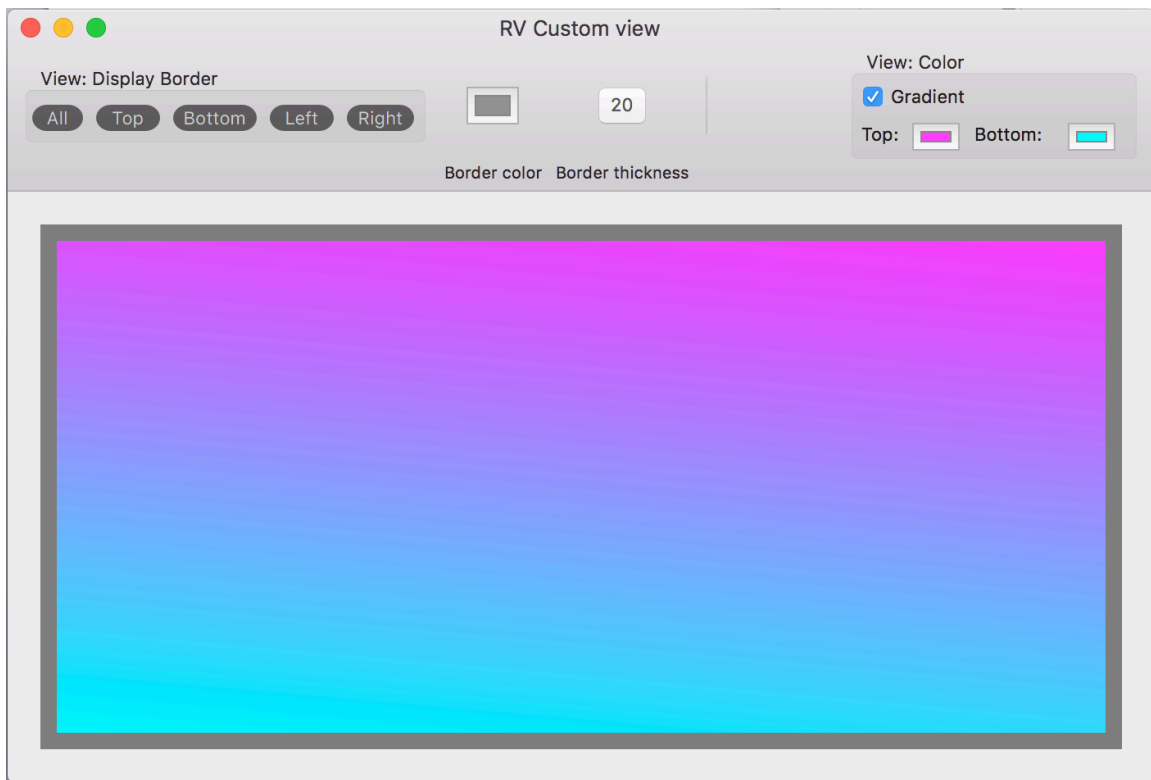 RV Custom view
View: Display Border
All Top Bottom Left Right
Border color
20
Border thickness
View: Color
Gradient
Top: Bottom: